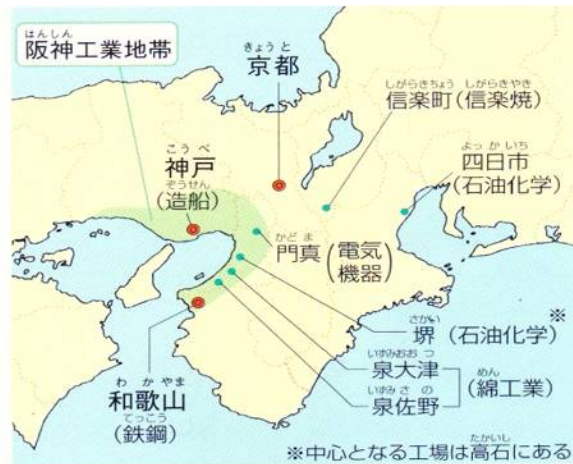 はんしん
阪神工業地帯
きょうと
京都
しがらきちょう しがらきやき
信楽町(信楽焼)
よっかいち
四日市
(石油化学)
こうべ
神戸
ぞうせん
(造船)
かどま
門真(電気機器)
※
さかい
堺(石油化学)
いずみおおつ
泉大津
いずみさの
泉佐野
めん
(綿工業)
わかやま
和歌山
てっこう
(鉄鋼)
たかいし
※中心となる工場は高石にある